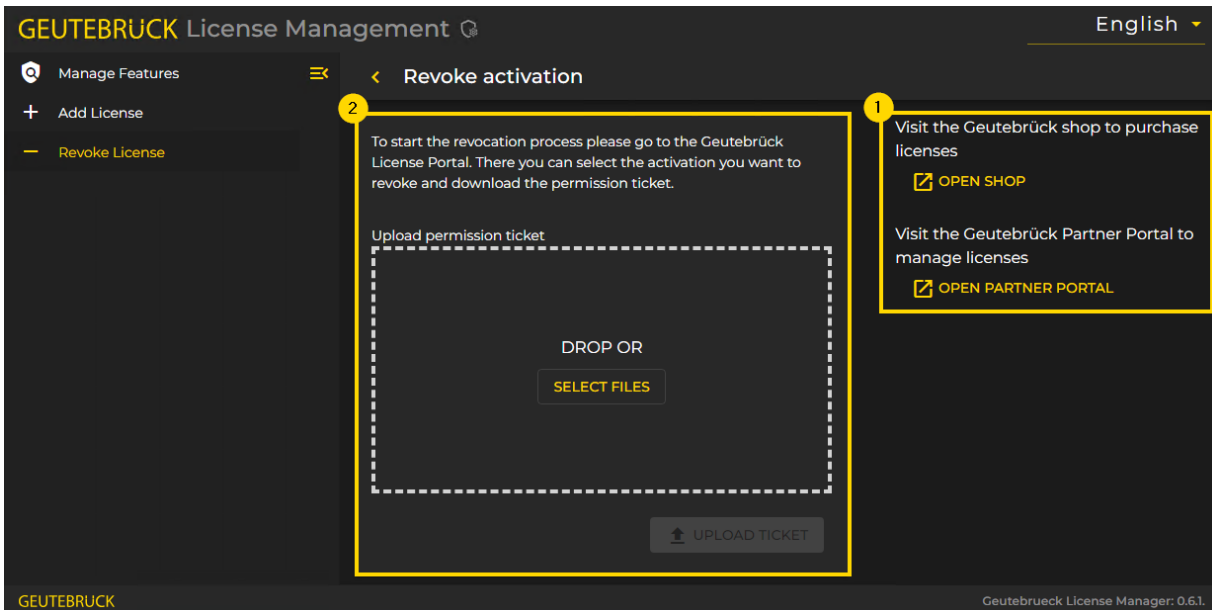 GEUTEBRÜCK License Management
English
Manage Features
Add License
Revoke License
Revoke activation
2
To start the revocation process please go to the Geutebrück
License Portal. There you can select the activation you want to
revoke and download the permission ticket.
Upload permission ticket
DROP OR
SELECT FILES
UPLOAD TICKET
1
Visit the Geutebrück shop to purchase
licenses
OPEN SHOP
Visit the Geutebrück Partner Portal to
manage licenses
OPEN PARTNER PORTAL
GEUTEBRUCK
Geutebrueck License Manager: 0.6.1.